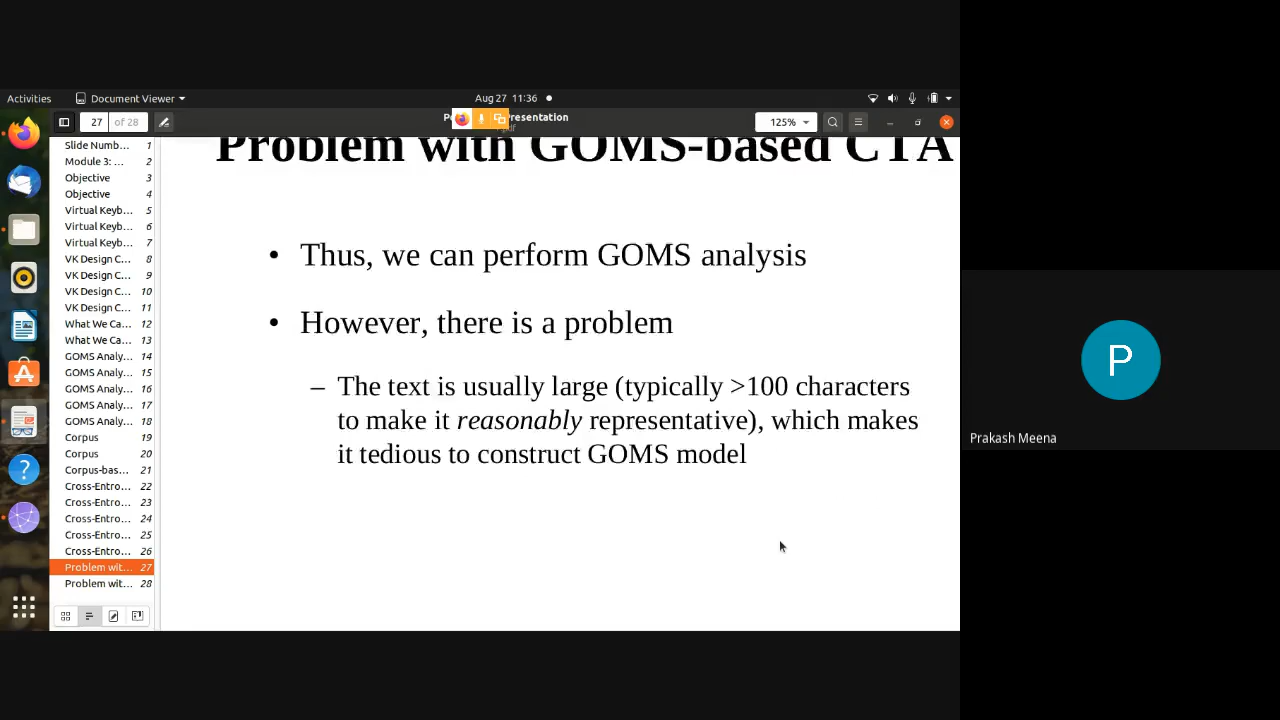 Activities
Document Viewer
Aug 27 11:36
27 of 28
Presentation
125%
Slide Numb... 1
Module 3: ... 2
Objective 3
Objective 4
Virtual Keyb... 5
Virtual Keyb... 6
Virtual Keyb... 7
VK Design C... 8
VK Design C... 9
VK Design C... 10
VK Design C... 11
What We Ca... 12
What We Ca... 13
GOMS Analy... 14
GOMS Analy... 15
GOMS Analy... 16
GOMS Analy... 17
GOMS Analy... 18
Corpus 19
Corpus 20
Corpus-bas... 21
Cross-Entro... 22
Cross-Entro... 23
Cross-Entro... 24
Cross-Entro... 25
Cross-Entro... 26
Problem wit... 27
Problem wit... 28
Problem with GOMS-based CTA
• Thus, we can perform GOMS analysis
• However, there is a problem
– The text is usually large (typically >100 characters
to make it reasonably representative), which makes
it tedious to construct GOMS model
P
Prakash Meena